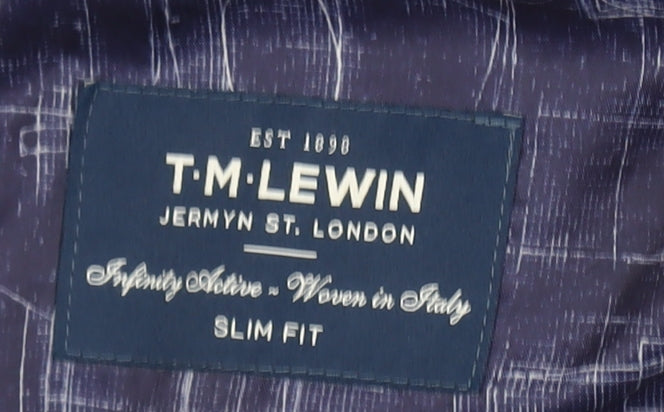 EST 1898
T·M·LEWIN
JERMYN ST. LONDON
Infinity Active ~ Woven in Italy
SLIM FIT